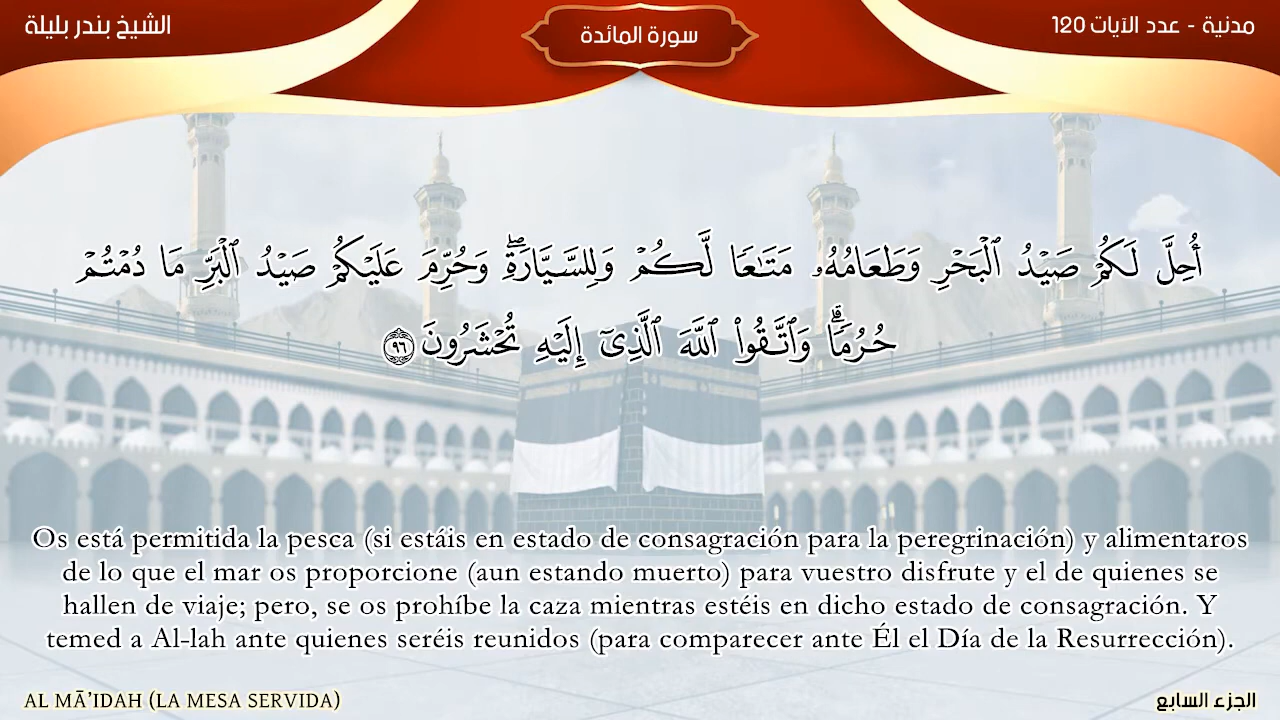 مدنية - عدد الآيات 120
سورة المائدة
الشيخ بندر بليلة
أُحِلَّ لَكُمْ صَيْدُ ٱلْبَحْرِ وَطَعَامُهُۥ مَتَـٰعًا لَّكُمْ وَلِلسَّيَّارَةِ ۖ وَحُرِّمَ عَلَيْكُمْ صَيْدُ ٱلْبَرِّ مَا دُمْتُمْ
حُرُمًا ۗ وَٱتَّقُوا۟ ٱللَّهَ ٱلَّذِىٓ إِلَيْهِ تُحْشَرُونَ ٩٦
Os está permitida la pesca (si estáis en estado de consagración para la peregrinación) y alimentaros
de lo que el mar os proporcione (aun estando muerto) para vuestro disfrute y el de quienes se
hallen de viaje; pero, se os prohíbe la caza mientras estéis en dicho estado de consagración. Y
temed a Al-lah ante quienes seréis reunidos (para comparecer ante Él el Día de la Resurrección).
AL MĀ’IDAH (LA MESA SERVIDA)
الجزء السابع